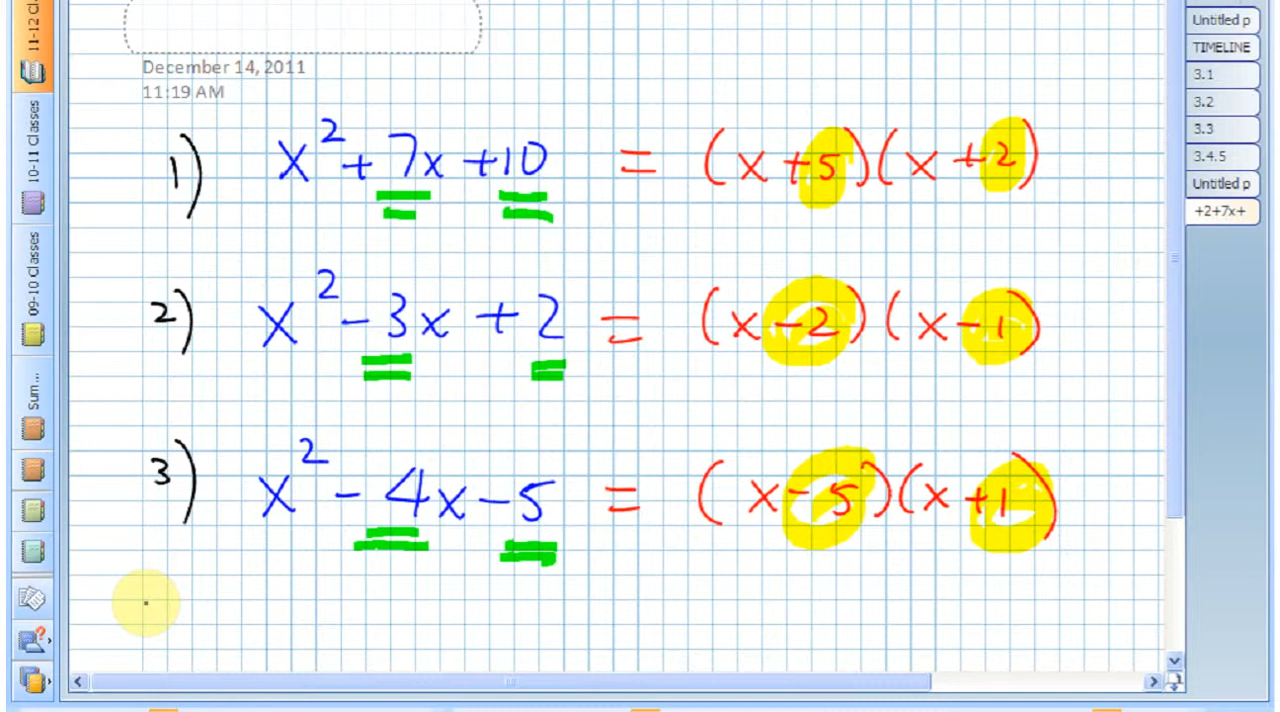 11-12 Cl
10-11 Classes
09-10 Classes
Sum...
December 14, 2011
11:19 AM
1) x² + 7x + 10 = (x + 5)(x + 2)
2) x² - 3x + 2 = (x - 2)(x - 1)
3) x² - 4x - 5 = (x - 5)(x + 1)
Untitled p
TIMELINE
3.1
3.2
3.3
3.4.5
Untitled p
+2+7x+